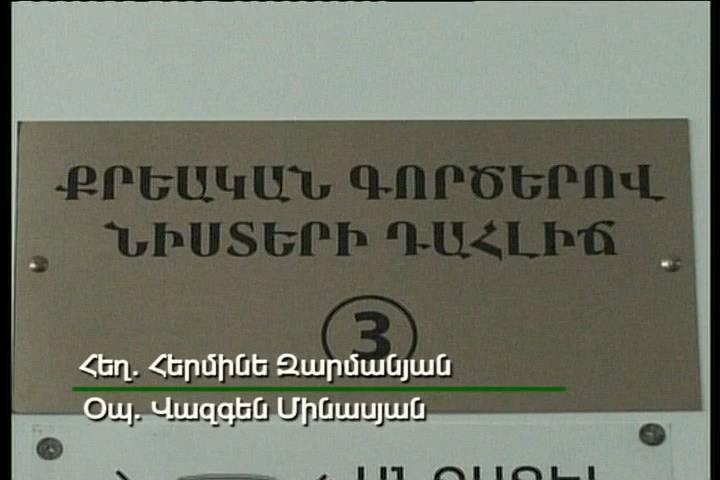 ՔՐԵԱԿԱՆ ԳՈՐԾԵՐՈՎ
ՆԻՍՏԵՐԻ ԴԱՀԼԻՃ
3
Հեղ. Հերմինե Զարմանյան
Օպ. Վազգեն Մինասյան